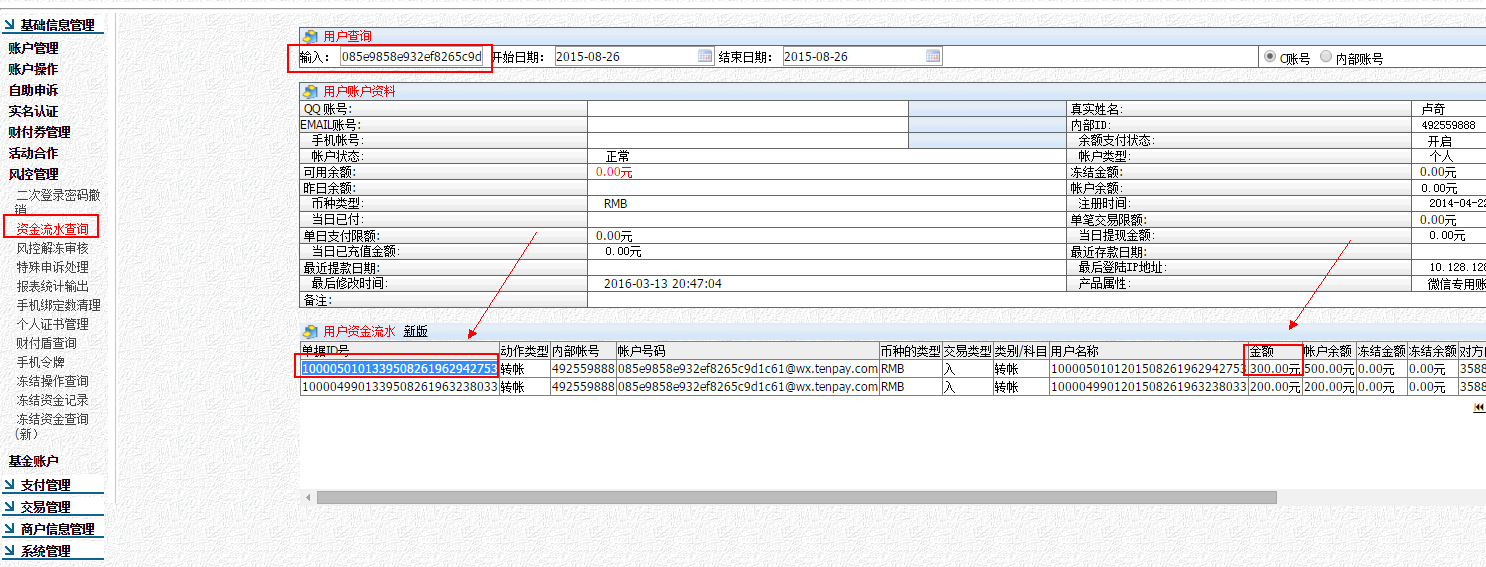 基础信息管理
账户管理
账户操作
自助申诉
实名认证
财付券管理
活动合作
风控管理
二次登录密码撤
销
资金流水查询
风控解冻审核
特殊申诉处理
报表统计输出
手机绑定数清理
个人证书管理
财付盾查询
手机令牌
冻结操作查询
冻结资金记录
冻结资金查询
（新）
基金账户
支付管理
交易管理
商户信息管理
系统管理
用户查询
输入： 085e9858e932ef8265c9d 开始日期： 2015-08-26 结束日期： 2015-08-26 C账号 内部账号
用户账户资料
QQ 账号: 真实姓名: 卢奇
EMAIL账号: 内部ID: 492559888
手机帐号: 余额支付状态: 开启
帐户状态: 正常 帐户类型: 个人
可用余额: 0.00元 冻结金额: 0.00元
昨日余额: 帐户余额: 0.00元
币种类型: RMB 注册时间: 2014-04-22
当日已付: 单笔交易限额: 0.00元
单日支付限额: 0.00元 当日提现金额: 0.00元
当日已充值金额: 0.00元 最近存款日期:
最近提款日期: 最后登陆IP地址: 10.128.128
最后修改时间: 2016-03-13 20:47:04 产品属性: 微信专用账
备注:
用户资金流水 新版
单据ID号 动作类型 内部帐号 帐户号码 币种的类型 交易类型 类别/科目 用户名称 金额 帐户余额 冻结金额 冻结余额 对方
1000050101339508261962942753 转帐 492559888 085e9858e932ef8265c9d1c61@wx.tenpay.com RMB 入 转帐 1000050101201508261962942753 300.00元 500.00元 0.00元 0.00元 3588
1000049901339508261963238033 转帐 492559888 085e9858e932ef8265c9d1c61@wx.tenpay.com RMB 入 转帐 1000049901201508261963238033 200.00元 200.00元 0.00元 0.00元 3588